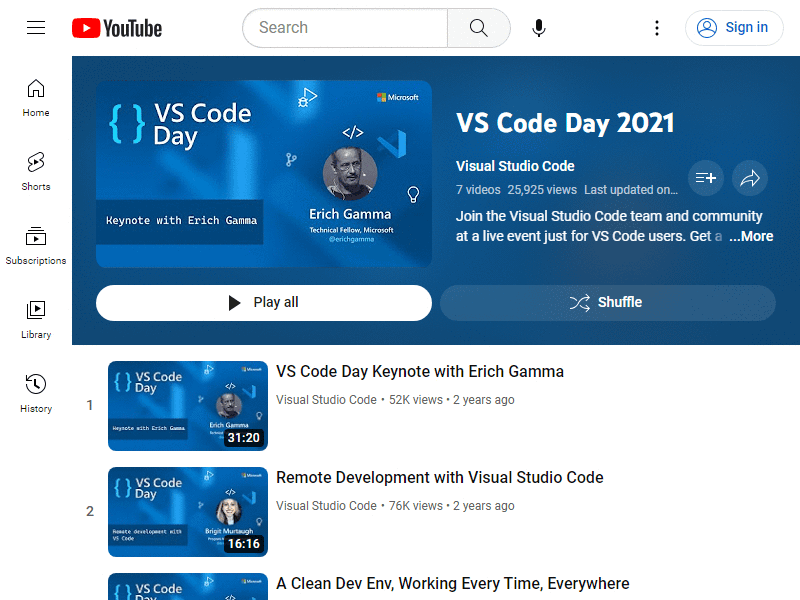 YouTube
Search
Sign in
Home
Shorts
Subscriptions
Library
History
{ } VS Code
Day
Microsoft
</>
Erich Gamma
Technical Fellow, Microsoft
@erichgamma
Keynote with Erich Gamma
VS Code Day 2021
Visual Studio Code
7 videos 25,925 views Last updated on...
Join the Visual Studio Code team and community
at a live event just for VS Code users. Get a ...More
Play all
Shuffle
1
{ } VS Code
Day
Microsoft
</>
Keynote with Erich Gamma
Erich Gamma
31:20
VS Code Day Keynote with Erich Gamma
Visual Studio Code • 52K views • 2 years ago
2
{ } VS Code
Day
Microsoft
</>
Remote development with
VS Code
Brigit Murtaugh
16:16
Remote Development with Visual Studio Code
Visual Studio Code • 76K views • 2 years ago
{ } VS Code
Day
Microsoft
A Clean Dev Env, Working Every Time, Everywhere